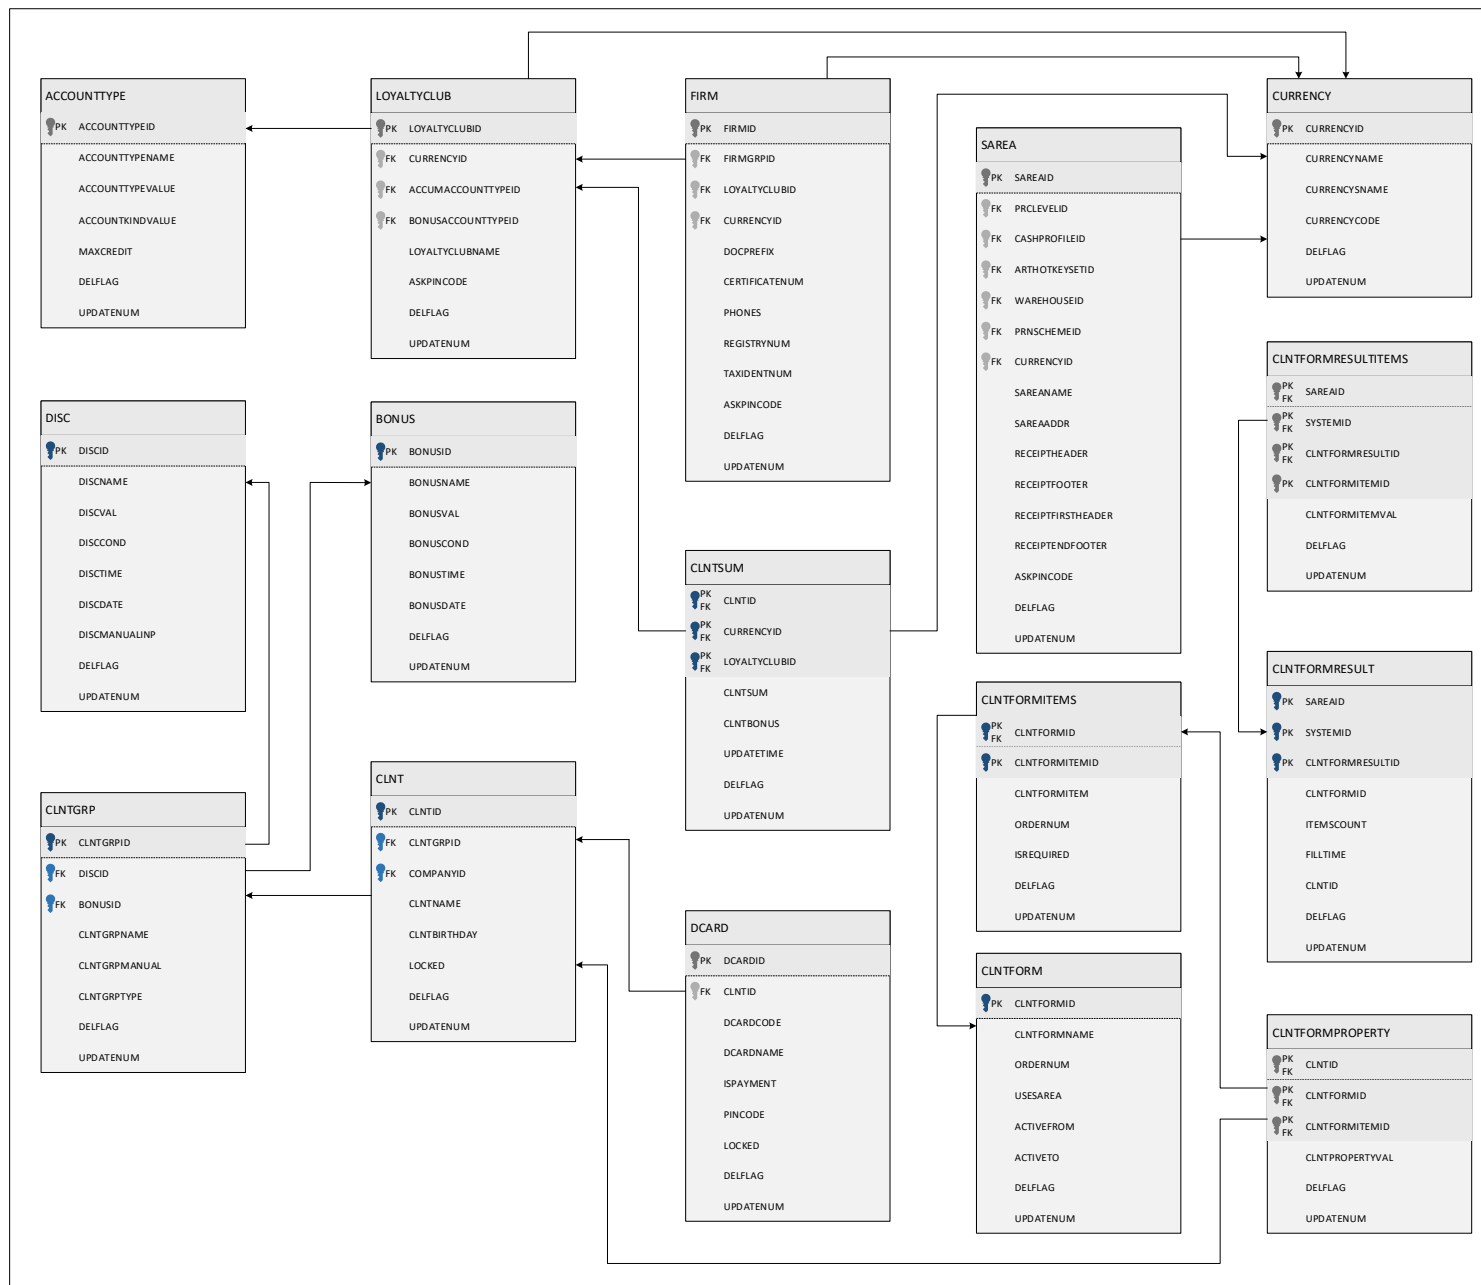 ACCOUNTTYPE
PK ACCOUNTTYPEID
ACCOUNTTYPENAME
ACCOUNTTYPEVALUE
ACCOUNTKINDVALUE
MAXCREDIT
DELFLAG
UPDATENUM
LOYALTYCLUB
PK LOYALTYCLUBID
FK CURRENCYID
FK ACCUMACCOUNTTYPEID
FK BONUSACCOUNTTYPEID
LOYALTYCLUBNAME
ASKPINCODE
DELFLAG
UPDATENUM
FIRM
PK FIRMID
FK FIRMGRPID
FK LOYALTYCLUBID
FK CURRENCYID
DOCPREFIX
CERTIFICATENUM
PHONES
REGISTRYNUM
TAXIDENTNUM
ASKPINCODE
DELFLAG
UPDATENUM
SAREA
PK SAREAID
FK PRCLEVELID
FK CASHPROFILEID
FK ARTHOTKEYSETID
FK WAREHOUSEID
FK PRNSCHEMEID
FK CURRENCYID
SAREANAME
SAREAADDR
RECEIPTHEADER
RECEIPTFOOTER
RECEIPTFIRSTHEADER
RECEIPTENDFOOTER
ASKPINCODE
DELFLAG
UPDATENUM
CURRENCY
PK CURRENCYID
CURRENCYNAME
CURRENCYSNAME
CURRENCYCODE
DELFLAG
UPDATENUM
CLNTFORMRESULTITEMS
PK FK SAREAID
PK FK SYSTEMID
PK FK CLNTFORMRESULTID
PK CLNTFORMITEMID
CLNTFORMITEMVAL
DELFLAG
UPDATENUM
DISC
PK DISCID
DISCNAME
DISCVAL
DISCCOND
DISCTIME
DISCDATE
DISCMANUALINP
DELFLAG
UPDATENUM
BONUS
PK BONUSID
BONUSNAME
BONUSVAL
BONUSCOND
BONUSTIME
BONUSDATE
DELFLAG
UPDATENUM
CLNTSUM
PK FK CLNTID
PK FK CURRENCYID
PK FK LOYALTYCLUBID
CLNTSUM
CLNTBONUS
UPDATETIME
DELFLAG
UPDATENUM
CLNTFORMITEMS
PK FK CLNTFORMID
PK CLNTFORMITEMID
CLNTFORMITEM
ORDERNUM
ISREQUIRED
DELFLAG
UPDATENUM
CLNTFORMRESULT
PK SAREAID
PK SYSTEMID
PK CLNTFORMRESULTID
CLNTFORMID
ITEMSCOUNT
FILLTIME
CLNTID
DELFLAG
UPDATENUM
CLNTGRP
PK CLNTGRPID
FK DISCID
FK BONUSID
CLNTGRPNAME
CLNTGRPMANUAL
CLNTGRPTYPE
DELFLAG
UPDATENUM
CLNT
PK CLNTID
FK CLNTGRPID
FK COMPANYID
CLNTNAME
CLNTBIRTHDAY
LOCKED
DELFLAG
UPDATENUM
DCARD
PK DCARDID
FK CLNTID
DCARDCODE
DCARDNAME
ISPAYMENT
PINCODE
LOCKED
DELFLAG
UPDATENUM
CLNTFORM
PK CLNTFORMID
CLNTFORMNAME
ORDERNUM
USESAREA
ACTIVEFROM
ACTIVETO
DELFLAG
UPDATENUM
CLNTFORMPROPERTY
PK FK CLNTID
PK FK CLNTFORMID
PK FK CLNTFORMITEMID
CLNTPROPERTYVAL
DELFLAG
UPDATENUM